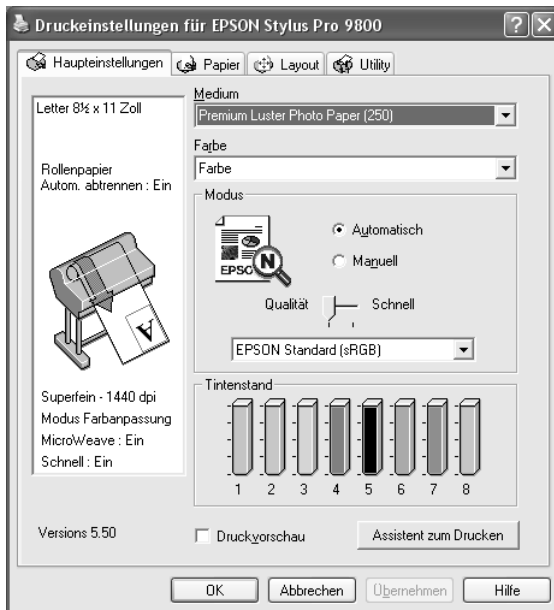 Druckeinstellungen für EPSON Stylus Pro 9800
Haupteinstellungen Papier Layout Utility
Letter 8½ x 11 Zoll
Rollenpapier
Autom. abtrennen : Ein
A
Superfein - 1440 dpi
Modus Farbanpassung
MicroWeave : Ein
Schnell : Ein
Versions 5.50
Medium
Premium Luster Photo Paper (250)
Farbe
Farbe
Modus
EPSO
N
Automatisch
Manuell
Qualität Schnell
EPSON Standard (sRGB)
Tintenstand
1 2 3 4 5 6 7 8
Druckvorschau
Assistent zum Drucken
OK Abbrechen Übernehmen Hilfe